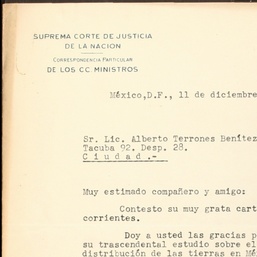 SUPREMA CORTE DE JUSTICIA
DE LA NACION
CORRESPONDENCIA PARTICULAR
DE LOS CC. MINISTROS
México,D.F., 11 de diciembre
Sr. Lic. Alberto Terrones Benítez
Tacuba 92. Desp. 28.
C i u d a d .-
Muy estimado compañero y amigo:
Contesto su muy grata cart
corrientes.
Doy a usted las gracias p
su trascendental estudio sobre el
distribución de las tierras en Mé